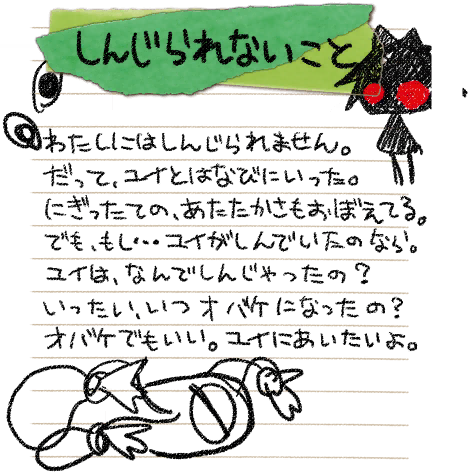 しんじられないこと
わたしにはしんじられません。
だって、ユイとはなびにいった。
にぎったての、あたたかさもおぼえてる。
でも、もし…ユイがしんでいたのなら。
ユイは、なんでしんじゃったの？
いったい、いつオバケになったの？
オバケでもいい。ユイにあいたいよ。